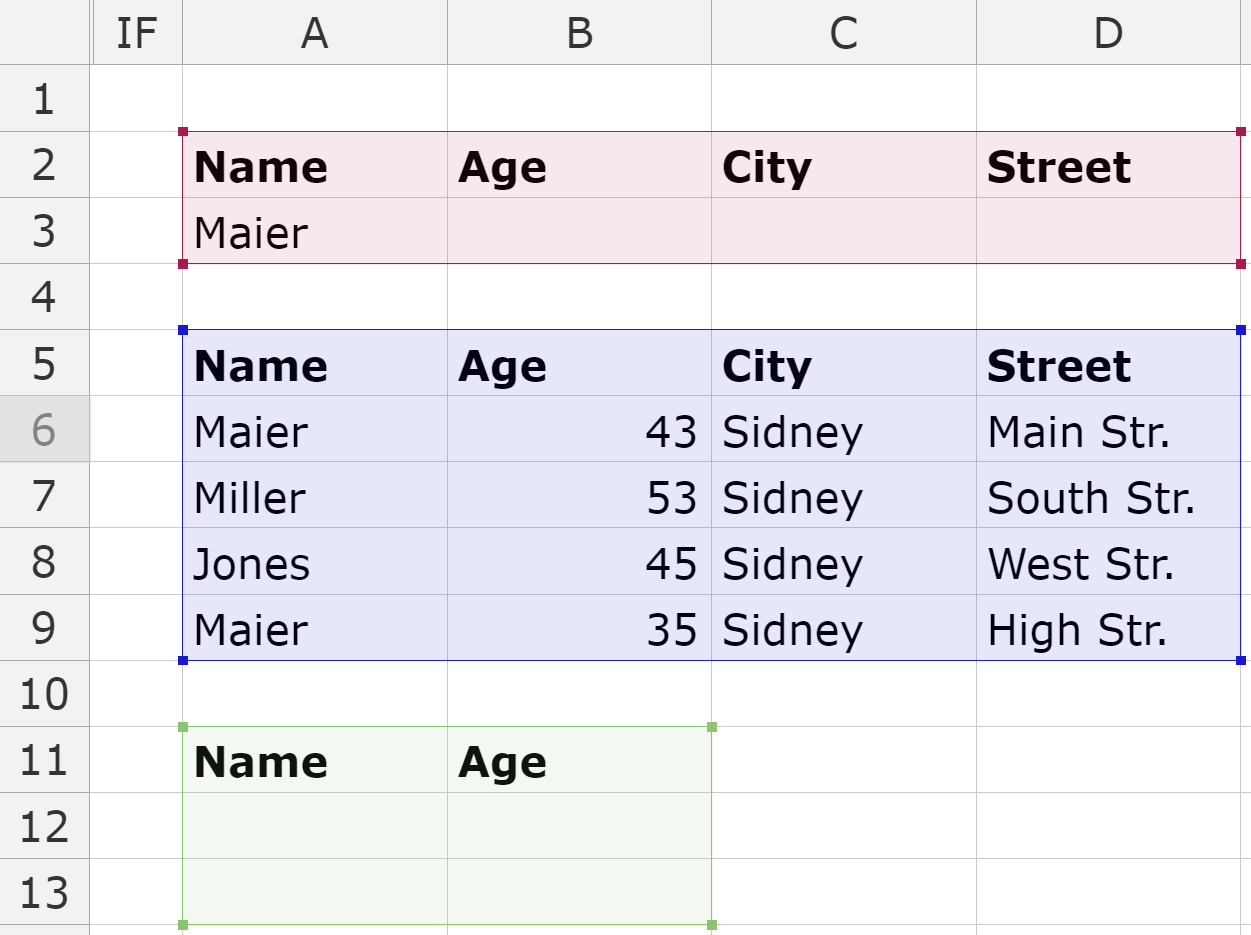 IF A B C D
1
2 Name Age City Street
3 Maier
4
5 Name Age City Street
6 Maier 43 Sidney Main Str.
7 Miller 53 Sidney South Str.
8 Jones 45 Sidney West Str.
9 Maier 35 Sidney High Str.
10
11 Name Age
12
13